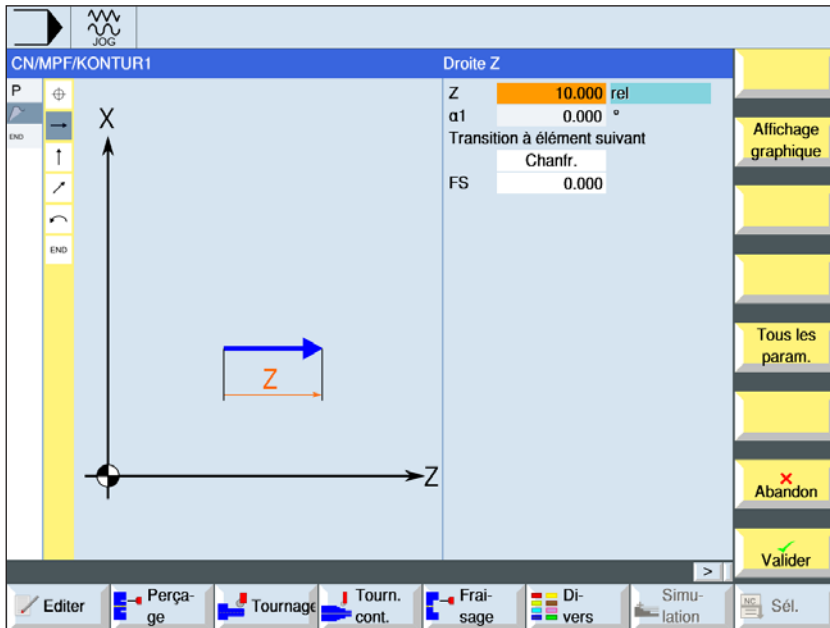 JOG
CN/MPF/KONTUR1
Droite Z
P
END
END
X
Z
Z
Z 10.000 rel
α1 0.000 °
Transition à élément suivant
Chanfr.
FS 0.000
Affichage
graphique
Tous les
param.
Abandon
Valider
>
Editer
Perça-
ge
Tournage
Tourn.
cont.
Frai-
sage
Di-
vers
Simu-
lation
NC
Sél.